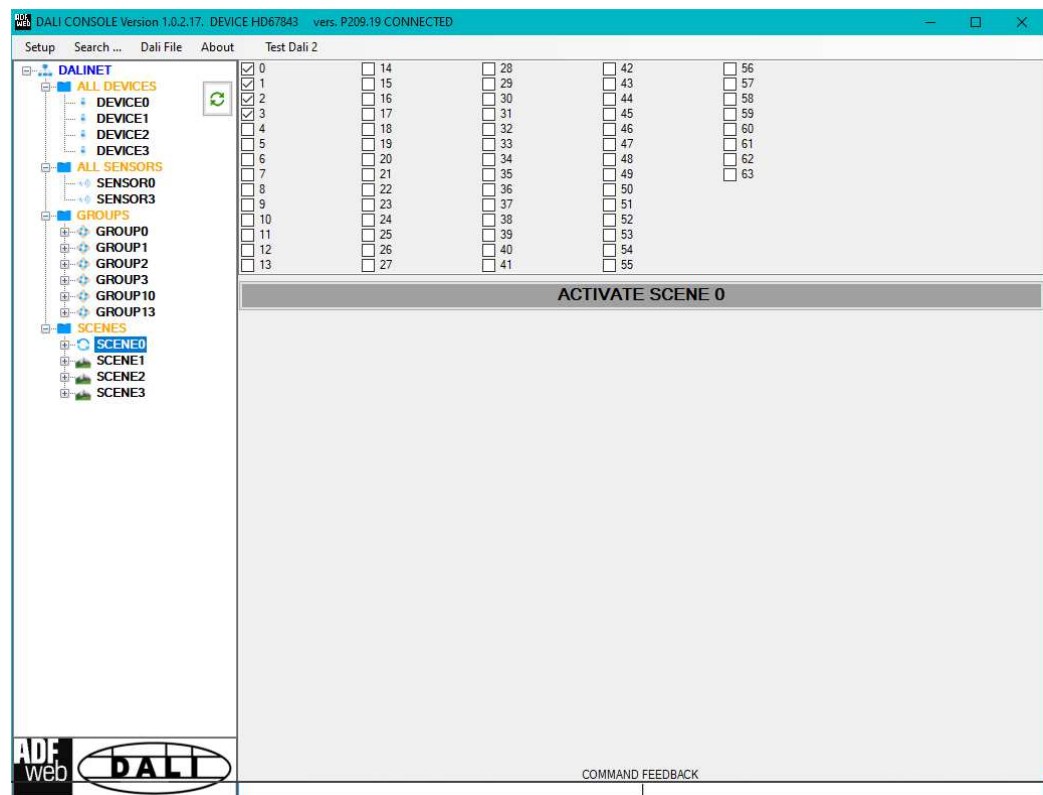 DALI CONSOLE Version 1.0.2.17. DEVICE HD67843 vers. P209.19 CONNECTED
Setup Search ... Dali File About Test Dali 2
DALINET
ALL DEVICES
DEVICE0
DEVICE1
DEVICE2
DEVICE3
ALL SENSORS
SENSOR0
SENSOR3
GROUPS
GROUP0
GROUP1
GROUP2
GROUP3
GROUP10
GROUP13
SCENES
SCENE0
SCENE1
SCENE2
SCENE3
0 14 28 42 56
1 15 29 43 57
2 16 30 44 58
3 17 31 45 59
4 18 32 46 60
5 19 33 47 61
6 20 34 48 62
7 21 35 49 63
8 22 36 50
9 23 37 51
10 24 38 52
11 25 39 53
12 26 40 54
13 27 41 55
ACTIVATE SCENE 0
ADF
web
DALI
COMMAND FEEDBACK